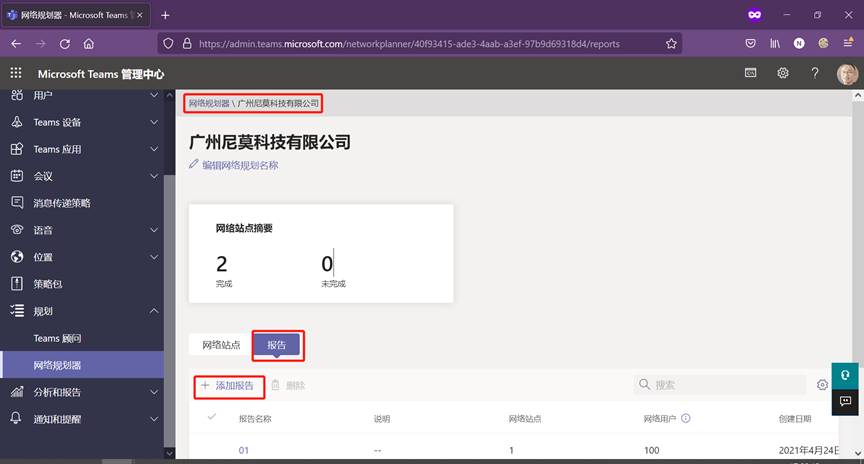 网络规划器 - Microsoft Teams
https://admin.teams.microsoft.com/networkplanner/40f93415-ade3-4aab-a3ef-97b9d69318d4/reports
Microsoft Teams 管理中心
用户
Teams 设备
Teams 应用
会议
消息传递策略
语音
位置
策略包
规划
Teams 顾问
网络规划器
分析和报告
通知和提醒
网络规划器 \ 广州尼莫科技有限公司
广州尼莫科技有限公司
编辑网络规划名称
网络站点摘要
2 0
完成 未完成
网络站点 报告
+ 添加报告 删除 搜索
报告名称 说明 网络站点 网络用户 创建日期
01 -- 1 100 2021年4月24日